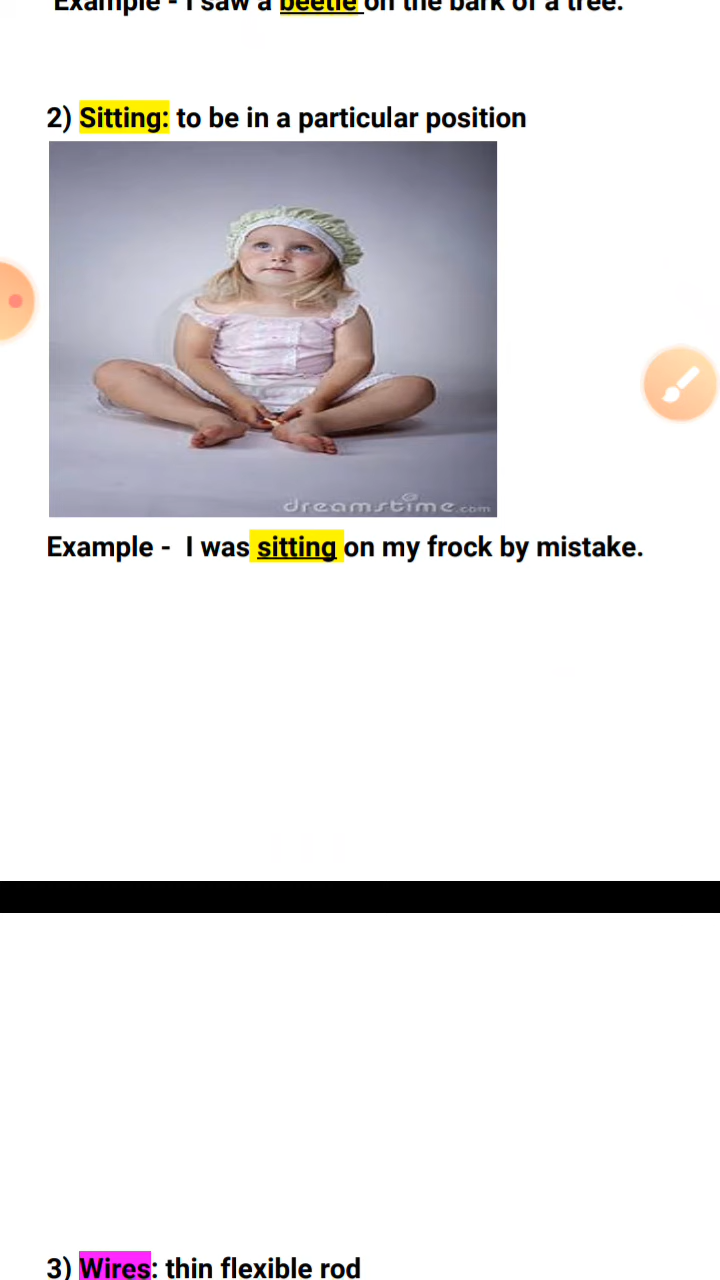 Example - I saw a beetle on the bark of a tree.
2) Sitting: to be in a particular position
dreamstime.com
Example - I was sitting on my frock by mistake.
3) Wires: thin flexible rod